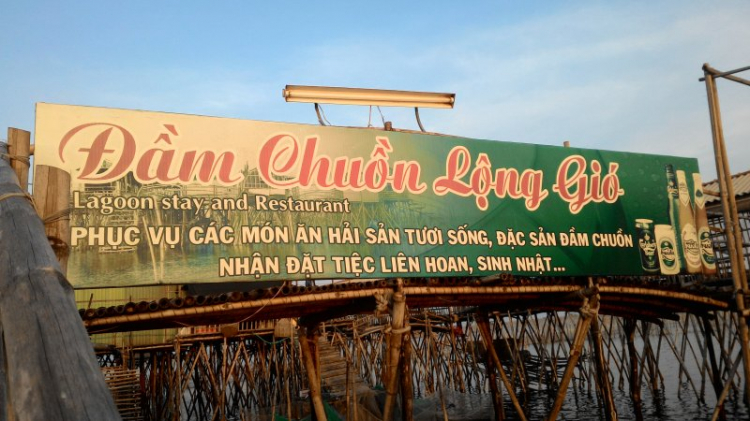 Đầm Chuồn Lộng Gió
Lagoon stay and Restaurant
PHỤC VỤ CÁC MÓN ĂN HẢI SẢN TƯƠI SỐNG, ĐẶC SẢN ĐẦM CHUỒN
NHẬN ĐẶT TIỆC LIÊN HOAN, SINH NHẬT...